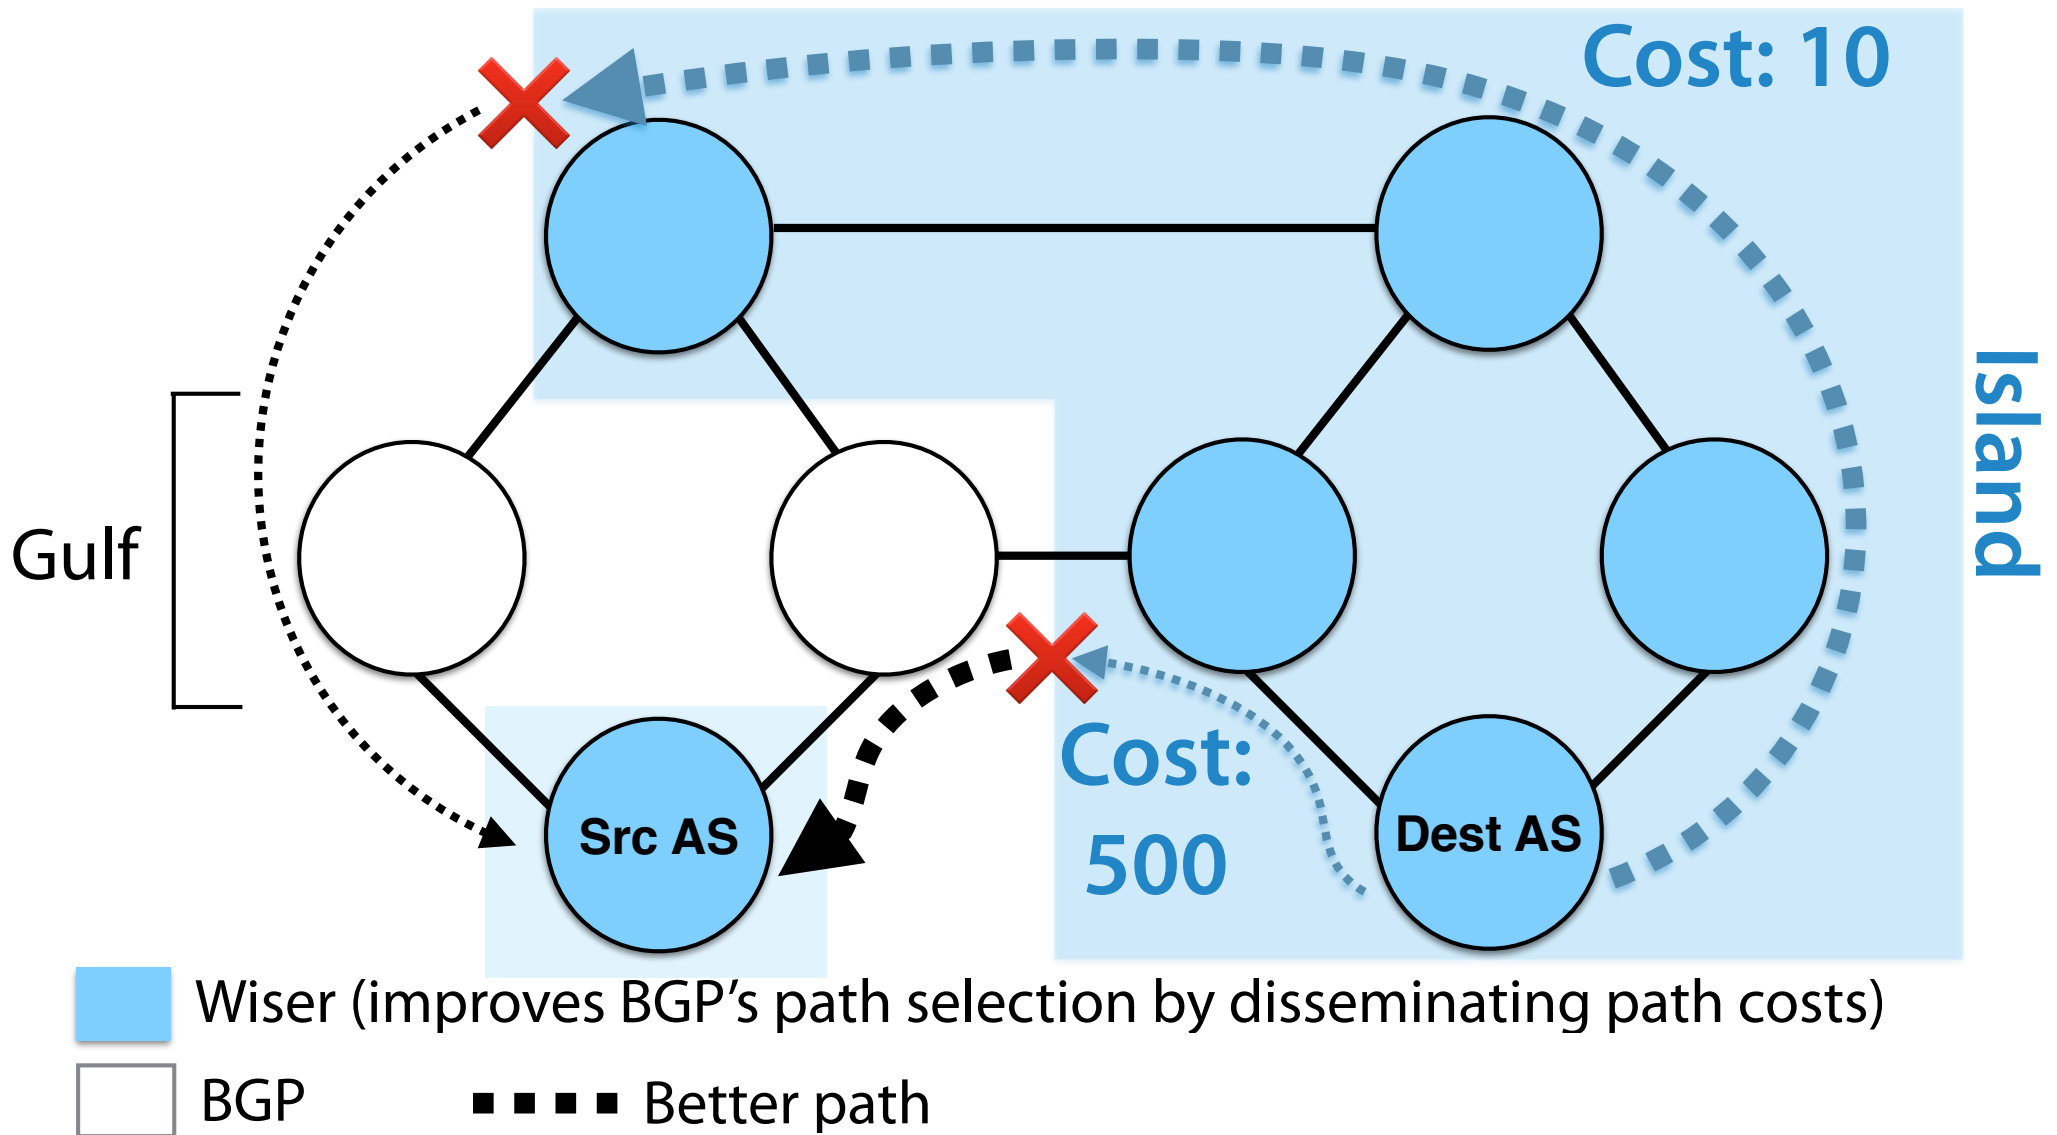 Cost: 10
Island
Gulf
Cost:
500
Src AS
Dest AS
Wiser (improves BGP’s path selection by disseminating path costs)
BGP
Better path